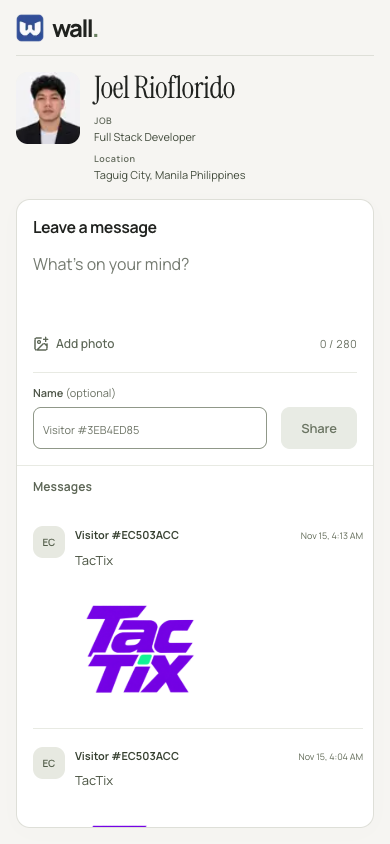 wall.
Joel Rioflorido
JOB
Full Stack Developer
Location
Taguig City, Manila Philippines
Leave a message
What's on your mind?
Add photo
0 / 280
Name (optional)
Visitor #3EB4ED85
Share
Messages
EC
Visitor #EC503ACC
Nov 15, 4:13 AM
TacTix
Tac
Tix
EC
Visitor #EC503ACC
Nov 15, 4:04 AM
TacTix